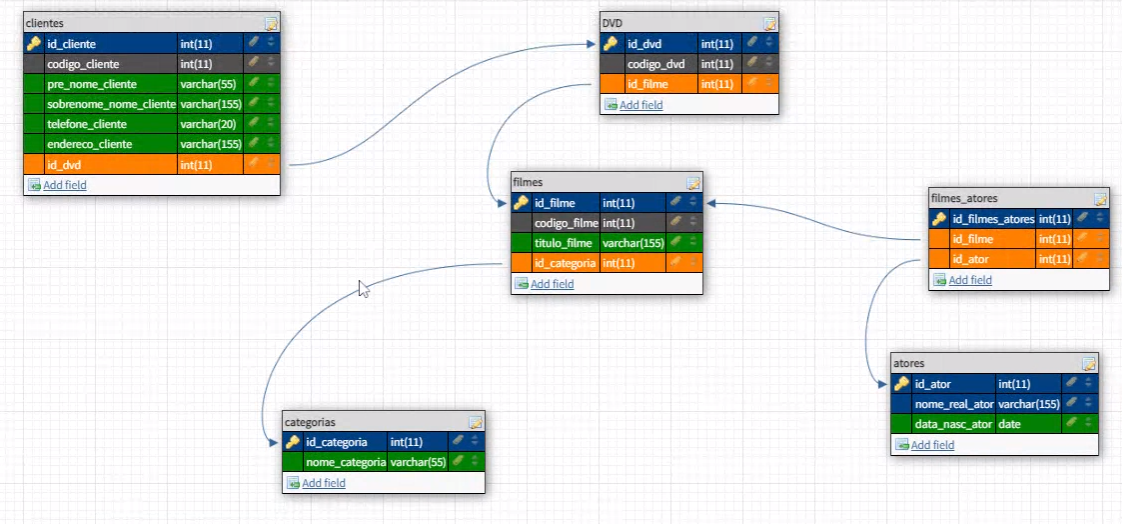 clientes
id_cliente int(11)
codigo_cliente int(11)
pre_nome_cliente varchar(55)
sobrenome_nome_cliente varchar(155)
telefone_cliente varchar(20)
endereco_cliente varchar(155)
id_dvd int(11)
Add field
DVD
id_dvd int(11)
codigo_dvd int(11)
id_filme int(11)
Add field
filmes
id_filme int(11)
codigo_filme int(11)
titulo_filme varchar(155)
id_categoria int(11)
Add field
filmes_atores
id_filmes_atores int(11)
id_filme int(11)
id_ator int(11)
Add field
atores
id_ator int(11)
nome_real_ator varchar(155)
data_nasc_ator date
Add field
categorias
id_categoria int(11)
nome_categoria varchar(55)
Add field